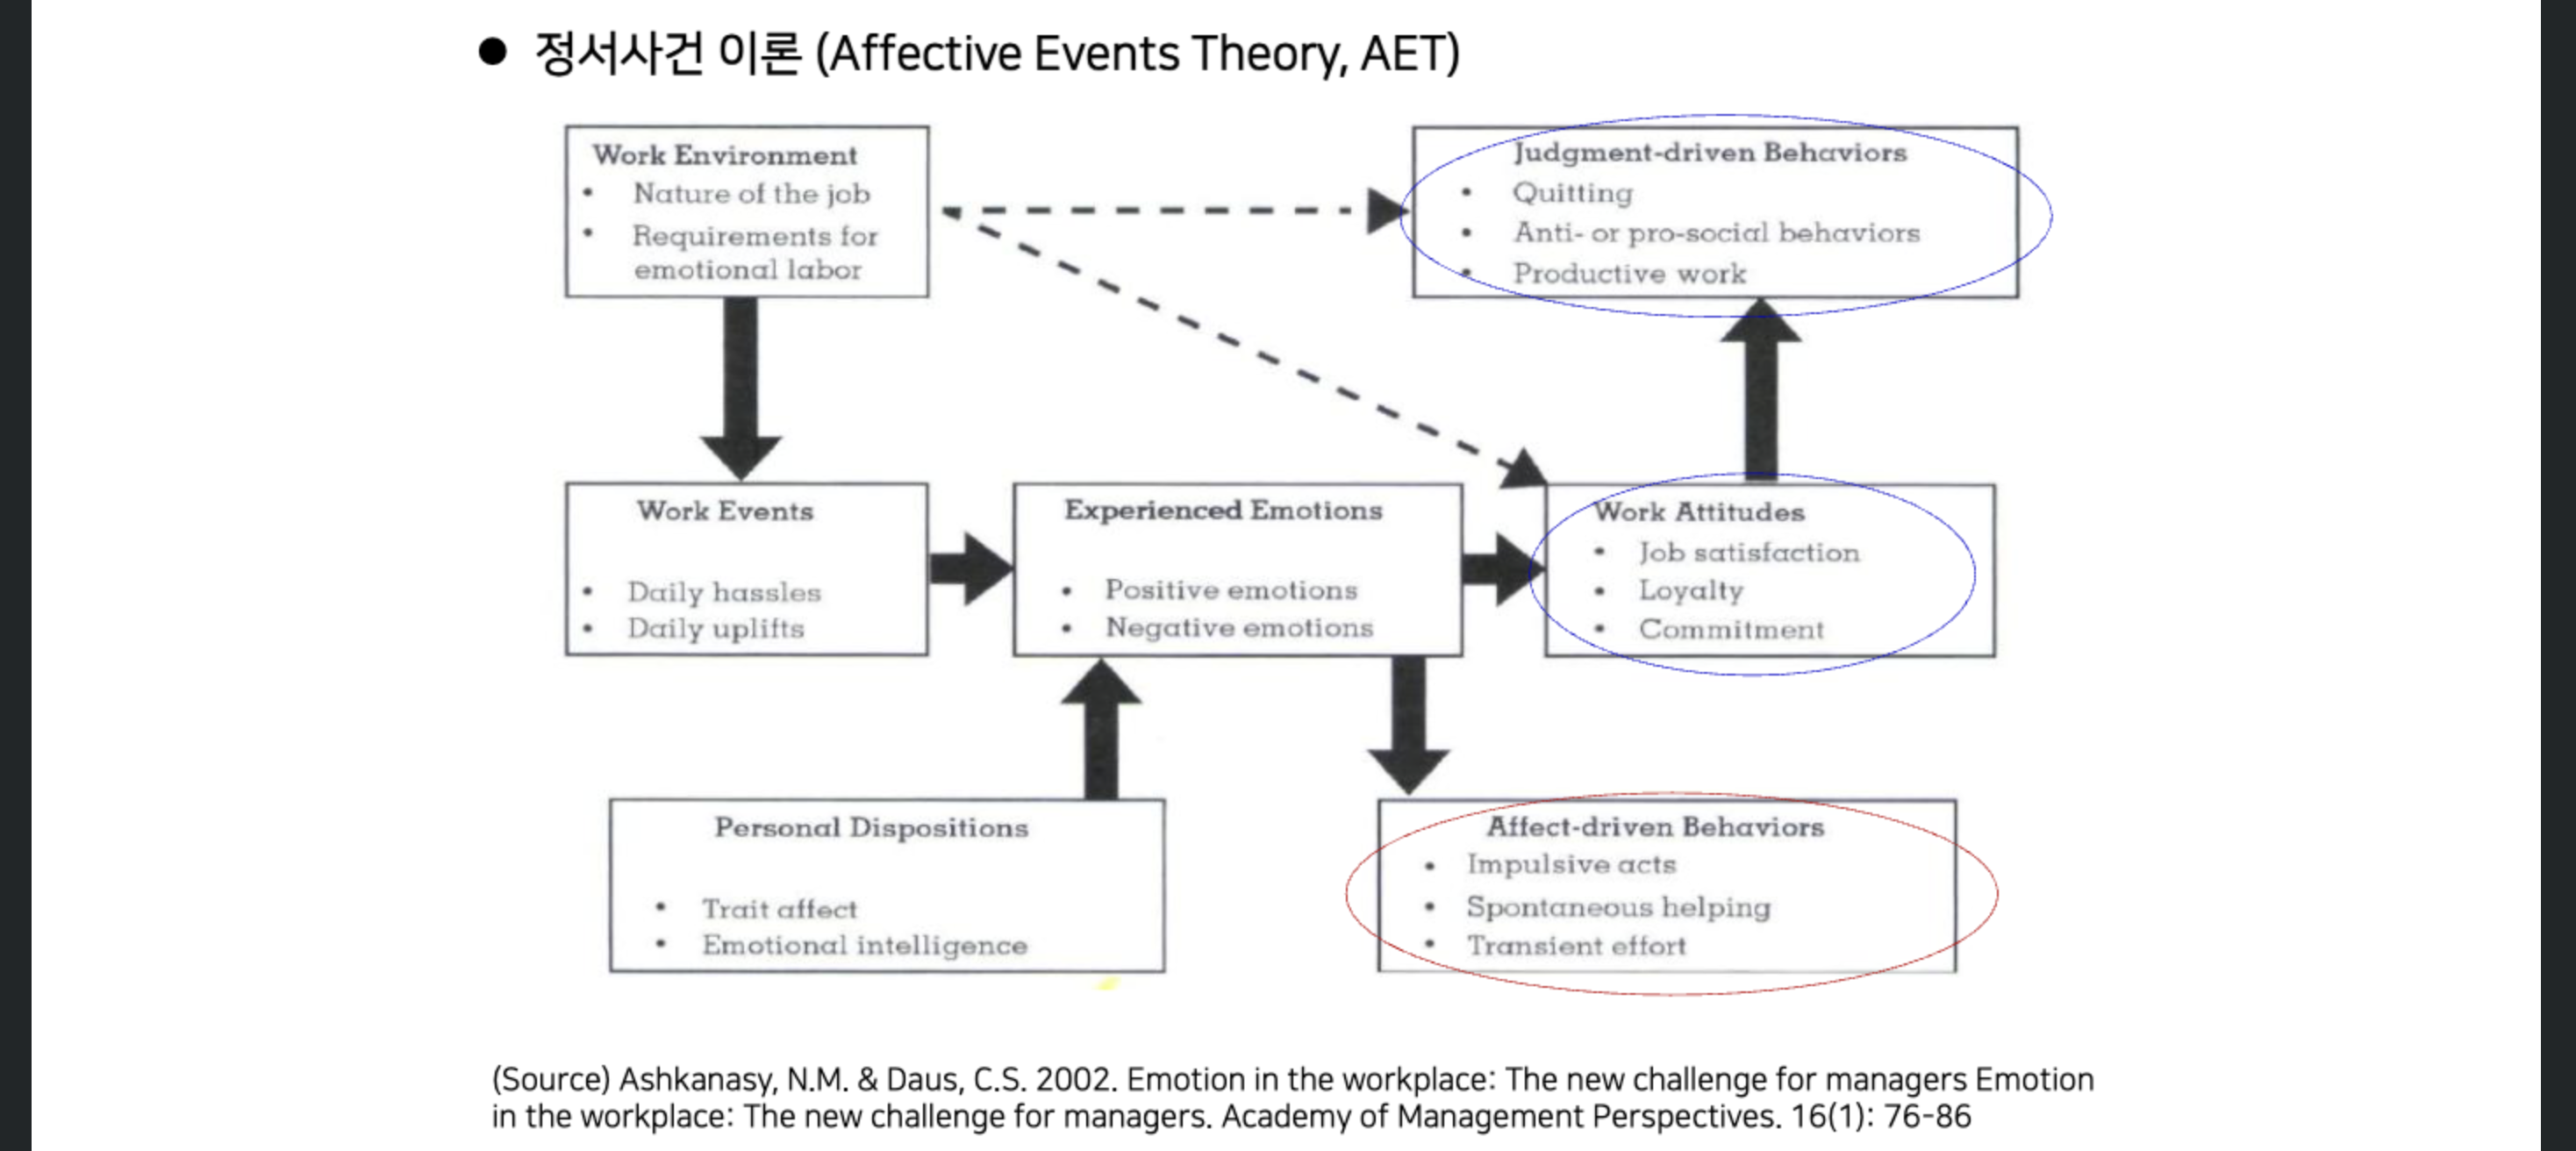 ● 정서사건 이론 (Affective Events Theory, AET)
Work Environment
• Nature of the job
• Requirements for
emotional labor
Judgment-driven Behaviors
• Quitting
• Anti- or pro-social behaviors
• Productive work
Work Events
• Daily hassles
• Daily uplifts
Experienced Emotions
• Positive emotions
• Negative emotions
Work Attitudes
• Job satisfaction
• Loyalty
• Commitment
Personal Dispositions
• Trait affect
• Emotional intelligence
Affect-driven Behaviors
• Impulsive acts
• Spontaneous helping
• Transient effort
(Source) Ashkanasy, N.M. & Daus, C.S. 2002. Emotion in the workplace: The new challenge for managers Emotion
in the workplace: The new challenge for managers. Academy of Management Perspectives. 16(1): 76-86